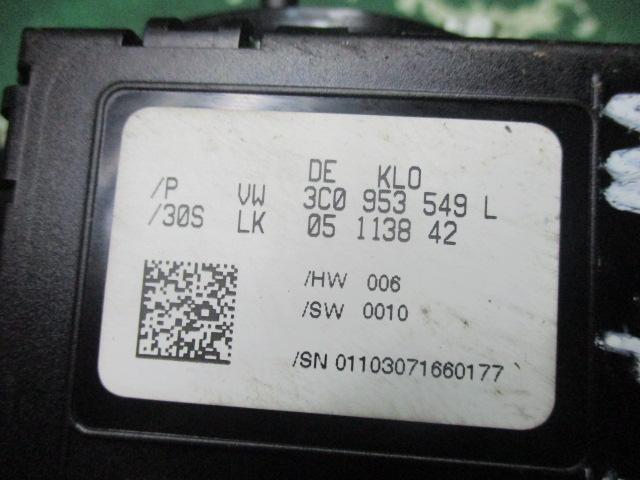 DE KLO
/P VW 3C0 953 549 L
/30S LK 05 1138 42
/HW 006
/SW 0010
/SN 01103071660177